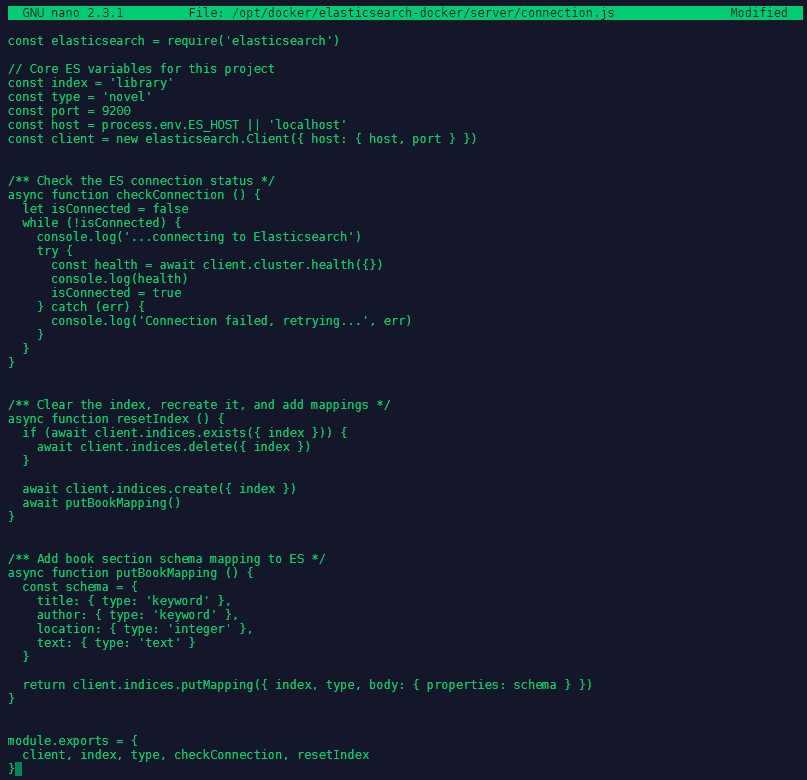 GNU nano 2.3.1 File: /opt/docker/elasticsearch-docker/server/connection.js Modified
const elasticsearch = require('elasticsearch')
// Core ES variables for this project
const index = 'library'
const type = 'novel'
const port = 9200
const host = process.env.ES_HOST || 'localhost'
const client = new elasticsearch.Client({ host: { host, port } })
/** Check the ES connection status */
async function checkConnection () {
  let isConnected = false
  while (!isConnected) {
    console.log('...connecting to Elasticsearch')
    try {
      const health = await client.cluster.health({})
      console.log(health)
      isConnected = true
    } catch (err) {
      console.log('Connection failed, retrying...', err)
    }
  }
}
/** Clear the index, recreate it, and add mappings */
async function resetIndex () {
  if (await client.indices.exists({ index })) {
    await client.indices.delete({ index })
  }
  await client.indices.create({ index })
  await putBookMapping()
}
/** Add book section schema mapping to ES */
async function putBookMapping () {
  const schema = {
    title: { type: 'keyword' },
    author: { type: 'keyword' },
    location: { type: 'integer' },
    text: { type: 'text' }
  }
  return client.indices.putMapping({ index, type, body: { properties: schema } })
}
module.exports = {
  client, index, type, checkConnection, resetIndex
}